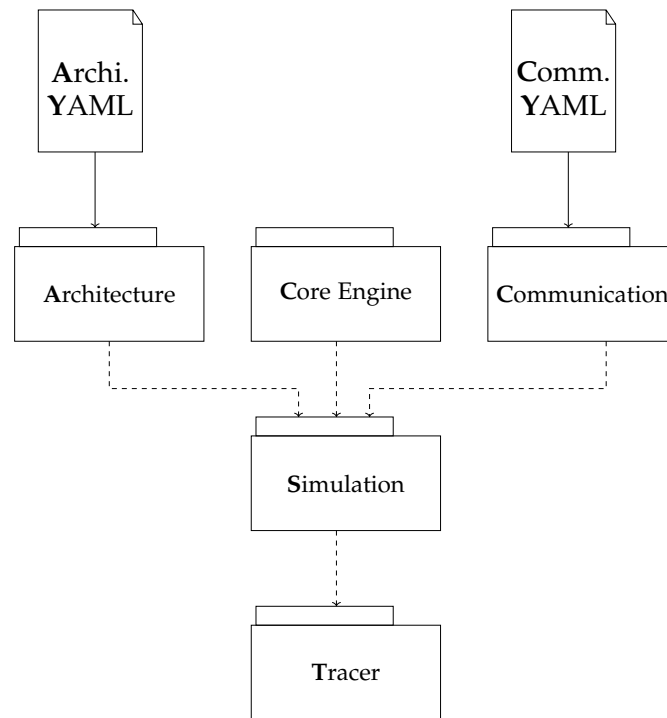 Archi.
YAML
Comm.
YAML
Architecture
Core Engine
Communication
Simulation
Tracer